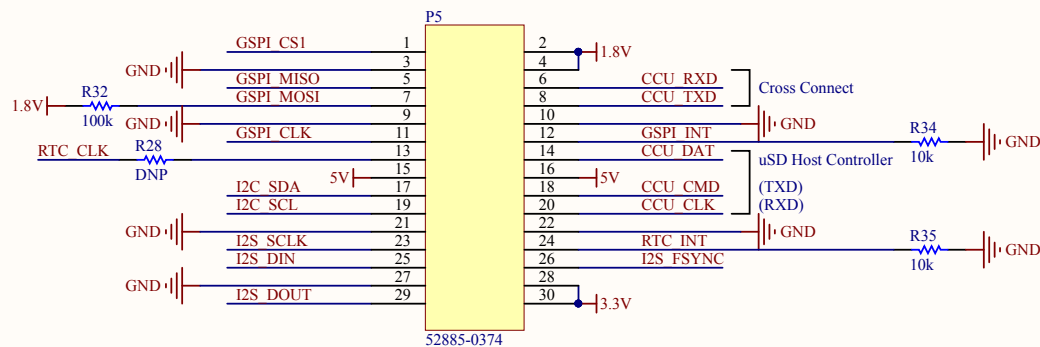 P5
GSPI_CS1 1 2 1.8V
GND 3 4
GSPI_MISO 5 6 CCU_RXD
Cross Connect
R32
1.8V 100k GSPI_MOSI 7 8 CCU_TXD
GND 9 10 GND
GSPI_CLK 11 12 GSPI_INT R34 10k GND
RTC_CLK R28 DNP 13 14 CCU_DAT
uSD Host Controller
5V 15 16 5V
I2C_SDA 17 18 CCU_CMD (TXD)
I2C_SCL 19 20 CCU_CLK (RXD)
GND 21 22 GND
I2S_SCLK 23 24 RTC_INT R35 10k GND
I2S_DIN 25 26 I2S_FSYNC
GND 27 28
I2S_DOUT 29 30 3.3V
52885-0374